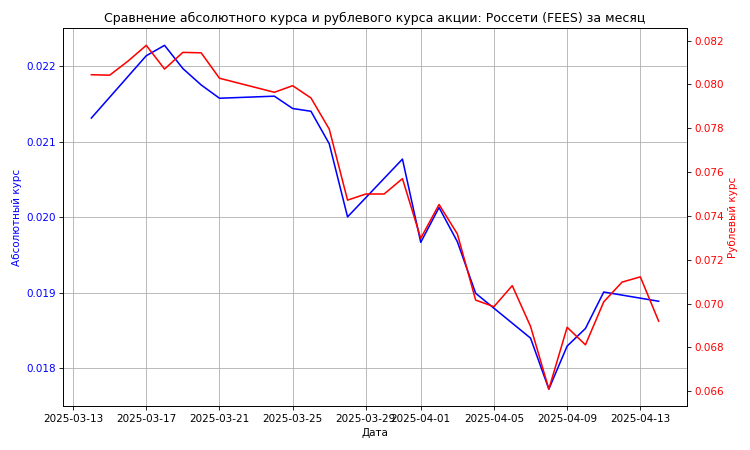 Сравнение абсолютного курса и рублевого курса акции: Россети (FEES) за месяц
0.022
0.021
0.020
0.019
0.018
Абсолютный курс
0.082
0.080
0.078
0.076
0.074
0.072
0.070
0.068
0.066
Рублевый курс
2025-03-13 2025-03-17 2025-03-21 2025-03-25 2025-03-29 2025-04-01 2025-04-05 2025-04-09 2025-04-13
Дата